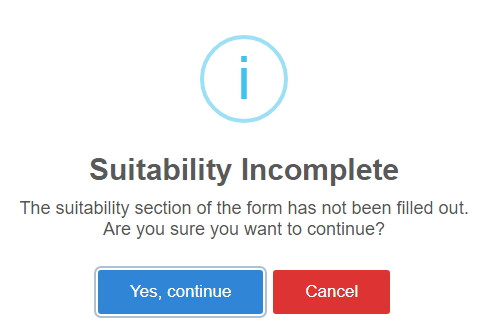 i
Suitability Incomplete
The suitability section of the form has not been filled out.
Are you sure you want to continue?
Yes, continue
Cancel